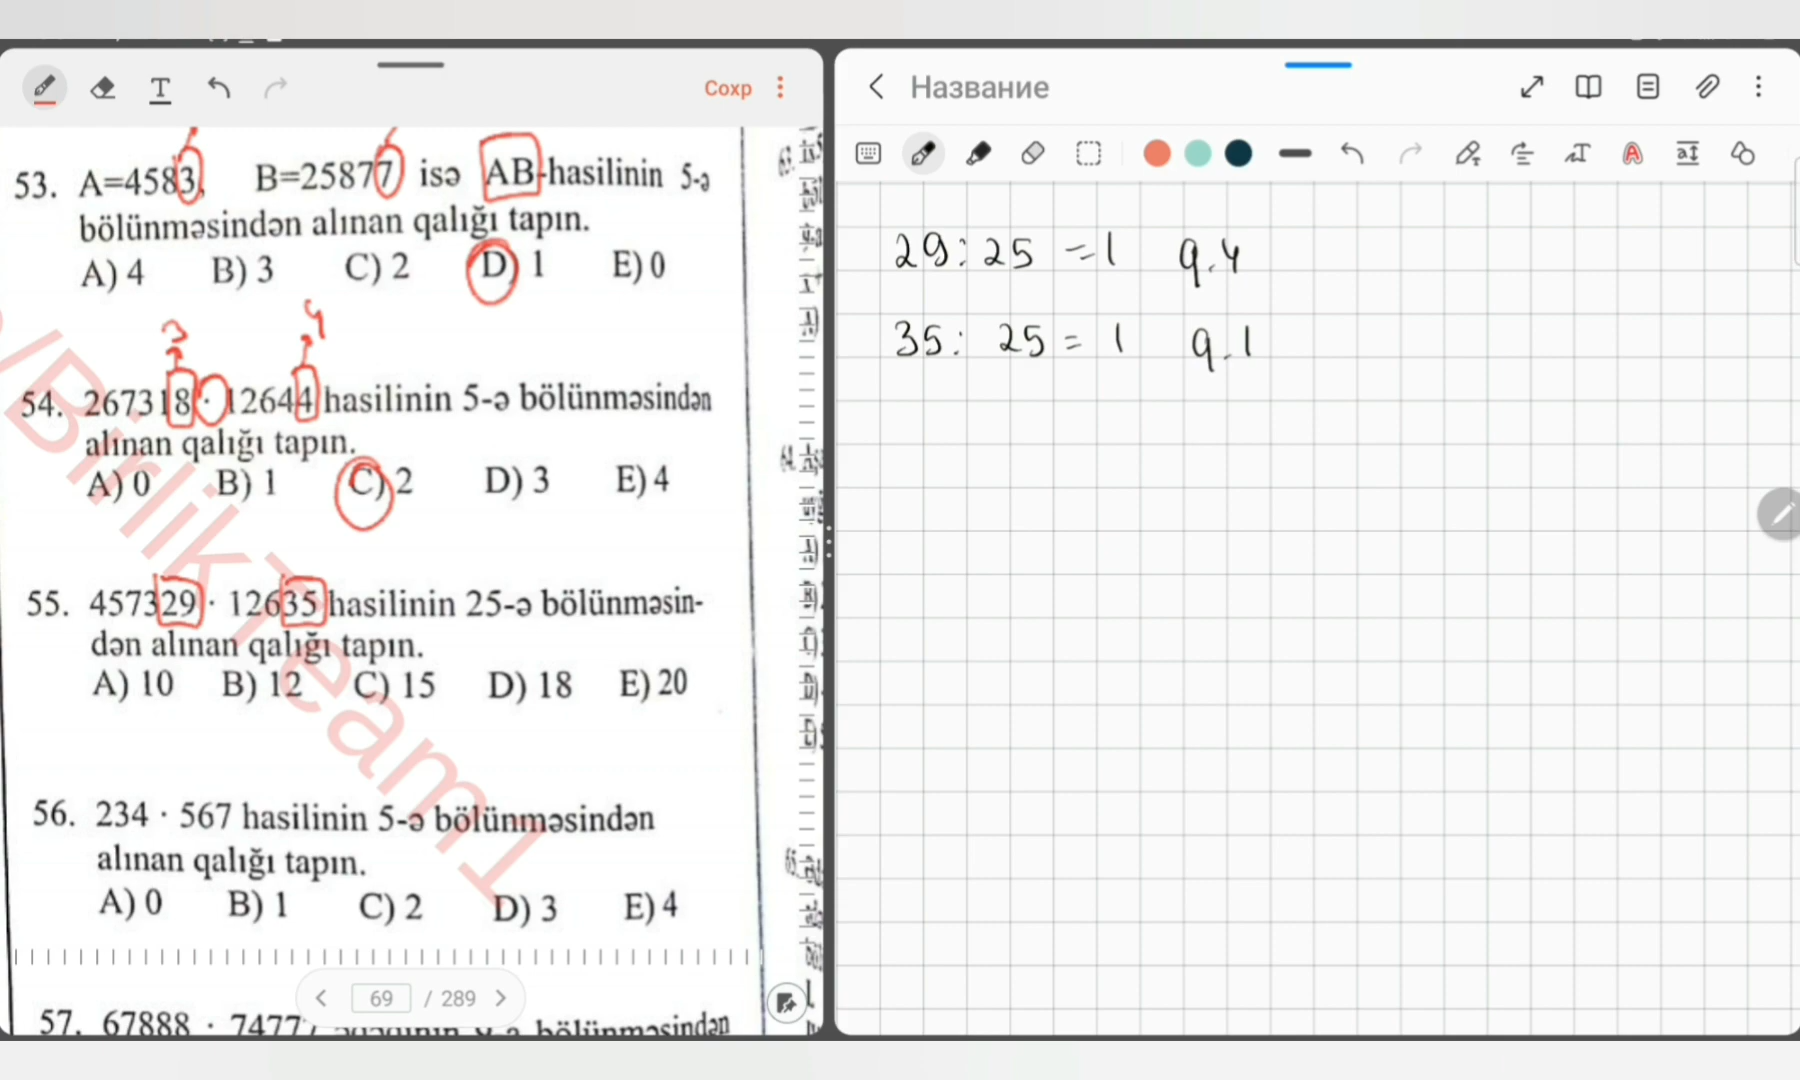 Сохр
53. A=4583, B=25877 isə AB-hasilinin 5-ə
bölünməsindən alınan qalığı tapın.
A) 4 B) 3 C) 2 D) 1 E) 0
3 4
54. 267318 · 12644 hasilinin 5-ə bölünməsindən
alınan qalığı tapın.
A) 0 B) 1 C) 2 D) 3 E) 4
55. 457329 · 12635 hasilinin 25-ə bölünməsin-
dən alınan qalığı tapın.
A) 10 B) 12 C) 15 D) 18 E) 20
56. 234 · 567 hasilinin 5-ə bölünməsindən
alınan qalığı tapın.
A) 0 B) 1 C) 2 D) 3 E) 4
57. 67888 · 7477 bölünməsindən
69 / 289
/BirlikTeam1
Название
29 : 25 = 1 q.4
35 : 25 = 1 q.1